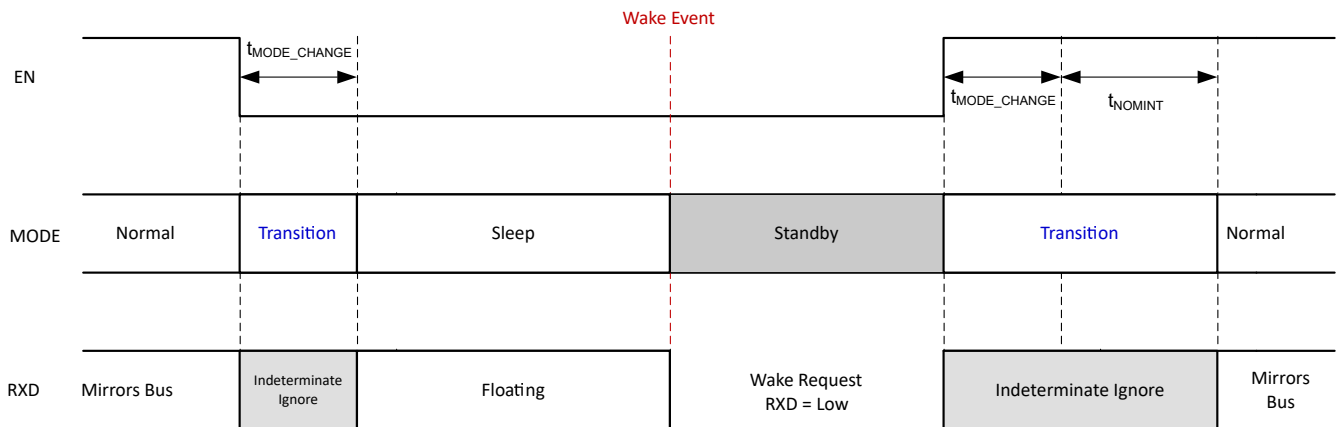 Wake Event
tMODE_CHANGE
EN
tMODE_CHANGE
tNOMINT
MODE
Normal
Transition
Sleep
Standby
Transition
Normal
RXD
Mirrors Bus
Indeterminate
Ignore
Floating
Wake Request
RXD = Low
Indeterminate Ignore
Mirrors
Bus